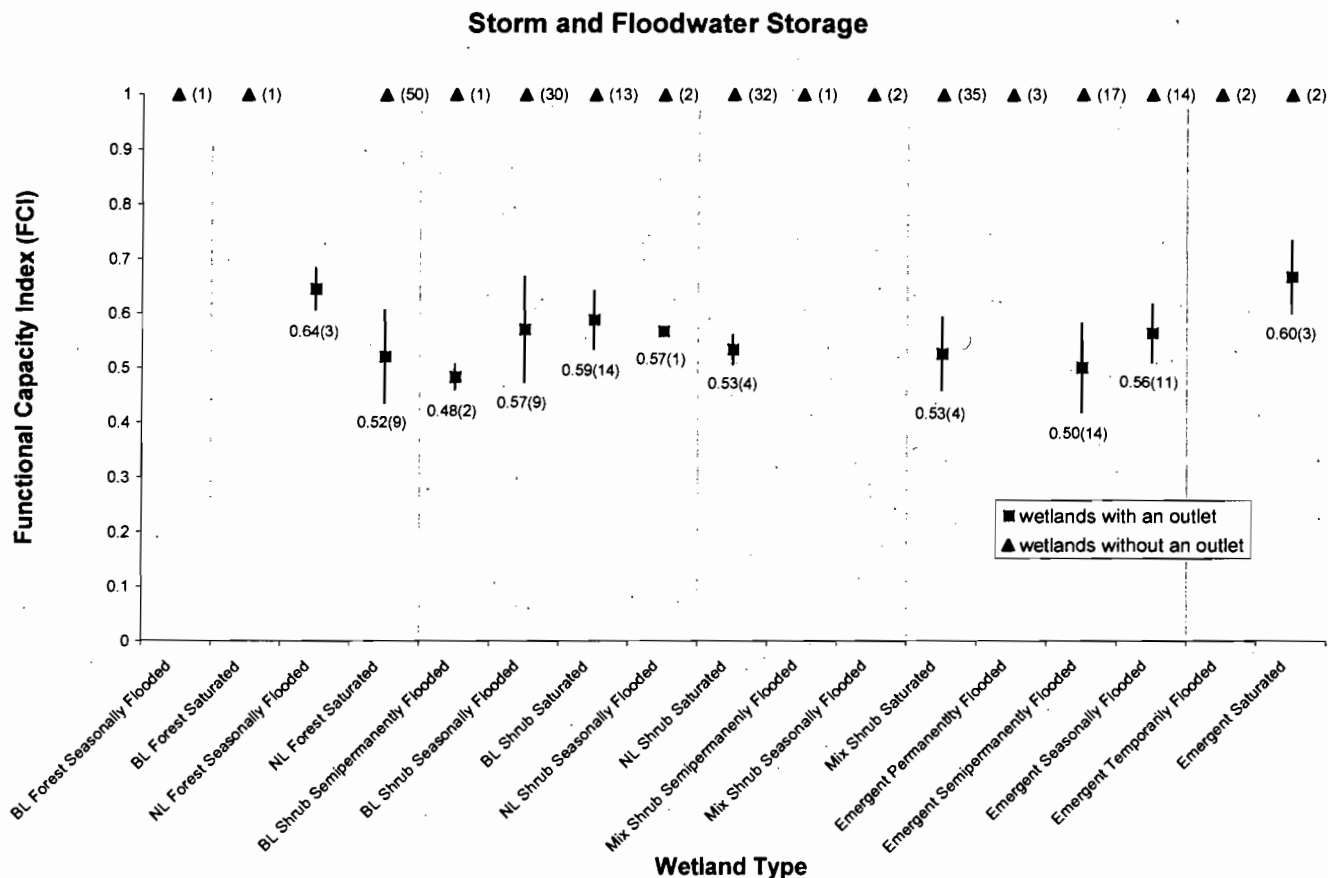 Storm and Floodwater Storage
Functional Capacity Index (FCI)
1
0.9
0.8
0.7
0.6
0.5
0.4
0.3
0.2
0.1
0
(1)
(1)
(50)
(1)
(30)
(13)
(2)
(32)
(1)
(2)
(35)
(3)
(17)
(14)
(2)
(2)
0.64(3)
0.52(9)
0.48(2)
0.57(9)
0.59(14)
0.57(1)
0.53(4)
0.53(4)
0.50(14)
0.56(11)
0.60(3)
wetlands with an outlet
wetlands without an outlet
BL Forest Seasonally Flooded
BL Forest Saturated
NL Forest Seasonally Flooded
NL Forest Saturated
BL Shrub Semipermanently Flooded
BL Shrub Seasonally Flooded
BL Shrub Saturated
NL Shrub Seasonally Flooded
NL Shrub Saturated
Mix Shrub Semipermanenly Flooded
Mix Shrub Seasonally Flooded
Mix Shrub Saturated
Emergent Permanently Flooded
Emergent Semipermanently Flooded
Emergent Seasonally Flooded
Emergent Temporarily Flooded
Emergent Saturated
Wetland Type